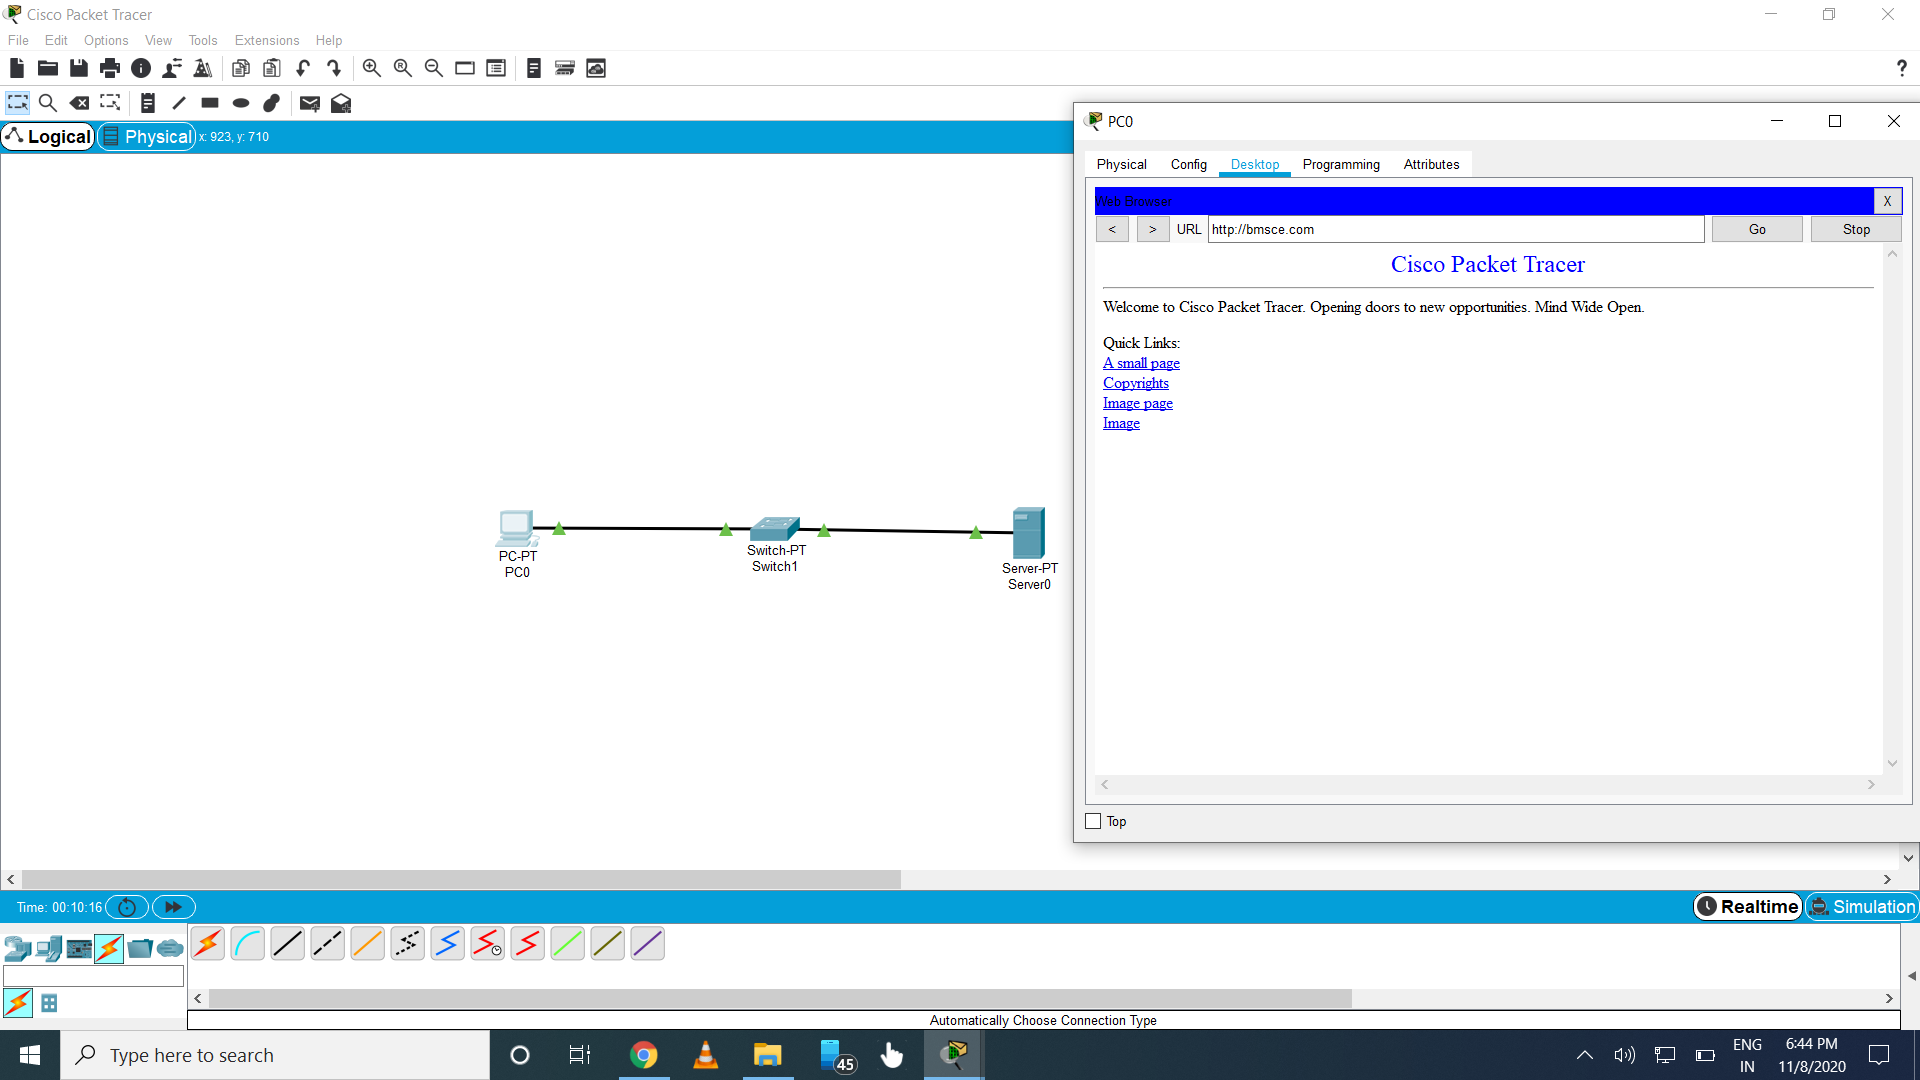 Cisco Packet Tracer
File Edit Options View Tools Extensions Help
?
Logical Physical x: 923, y: 710
PC0
Physical Config Desktop Programming Attributes
Web Browser X
< > URL http://bmsce.com Go Stop
Cisco Packet Tracer
Welcome to Cisco Packet Tracer. Opening doors to new opportunities. Mind Wide Open.
Quick Links:
A small page
Copyrights
Image page
Image
PC-PT
PC0
Switch-PT
Switch1
Server-PT
Server0
Top
Time: 00:10:16
Realtime Simulation
Automatically Choose Connection Type
Type here to search
45
ENG
IN
6:44 PM
11/8/2020